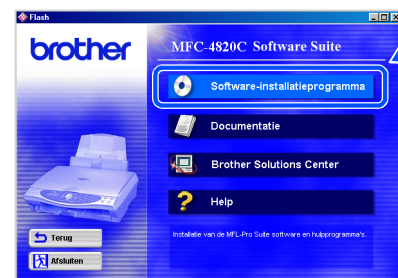 Flash
brother
MFC-4820C Software Suite
Software-installatieprogramma
Documentatie
Brother Solutions Center
Help
Installatie van de MFL-Pro Suite software en hulpprogramma's.
Terug
Afsluiten